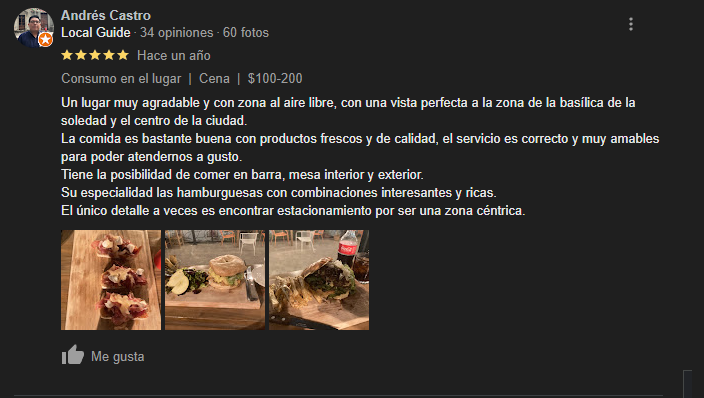 Andrés Castro
Local Guide · 34 opiniones · 60 fotos
Hace un año
Consumo en el lugar | Cena | $100-200
Un lugar muy agradable y con zona al aire libre, con una vista perfecta a la zona de la basílica de la
soledad y el centro de la ciudad.
La comida es bastante buena con productos frescos y de calidad, el servicio es correcto y muy amables
para poder atendernos a gusto.
Tiene la posibilidad de comer en barra, mesa interior y exterior.
Su especialidad las hamburguesas con combinaciones interesantes y ricas.
El único detalle a veces es encontrar estacionamiento por ser una zona céntrica.
Me gusta